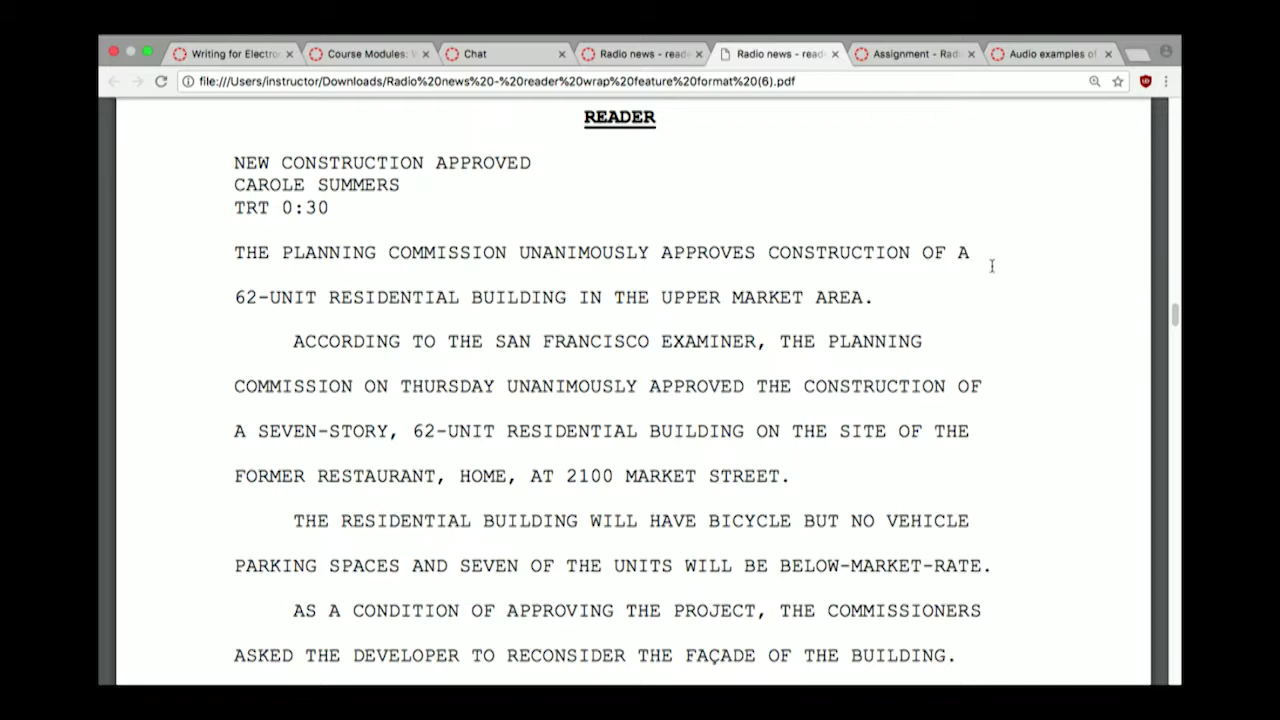 Writing for Electro
Course Modules: V
Chat
Radio news - reade
Radio news - reade
Assignment - Radi
Audio examples of
file:///Users/instructor/Downloads/Radio%20news%20-%20reader%20wrap%20feature%20format%20(6).pdf
READER
NEW CONSTRUCTION APPROVED
CAROLE SUMMERS
TRT 0:30
THE PLANNING COMMISSION UNANIMOUSLY APPROVES CONSTRUCTION OF A
62-UNIT RESIDENTIAL BUILDING IN THE UPPER MARKET AREA.
ACCORDING TO THE SAN FRANCISCO EXAMINER, THE PLANNING
COMMISSION ON THURSDAY UNANIMOUSLY APPROVED THE CONSTRUCTION OF
A SEVEN-STORY, 62-UNIT RESIDENTIAL BUILDING ON THE SITE OF THE
FORMER RESTAURANT, HOME, AT 2100 MARKET STREET.
THE RESIDENTIAL BUILDING WILL HAVE BICYCLE BUT NO VEHICLE
PARKING SPACES AND SEVEN OF THE UNITS WILL BE BELOW-MARKET-RATE.
AS A CONDITION OF APPROVING THE PROJECT, THE COMMISSIONERS
ASKED THE DEVELOPER TO RECONSIDER THE FAÇADE OF THE BUILDING.